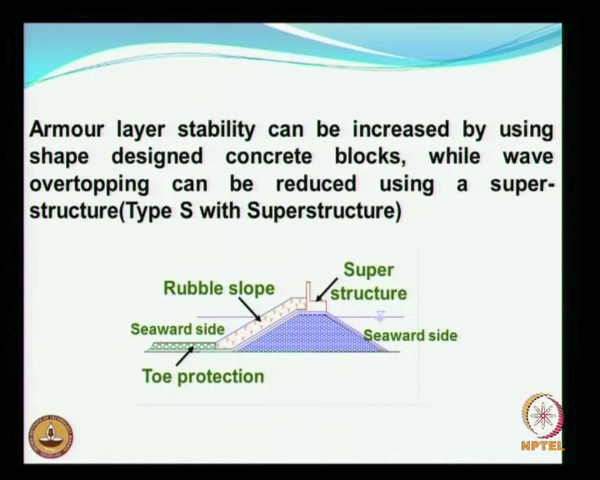 Armour layer stability can be increased by using
shape designed concrete blocks, while wave
overtopping can be reduced using a super-
structure(Type S with Superstructure)
Super
structure
Rubble slope
Seaward side
Seaward side
Toe protection
NPTEL